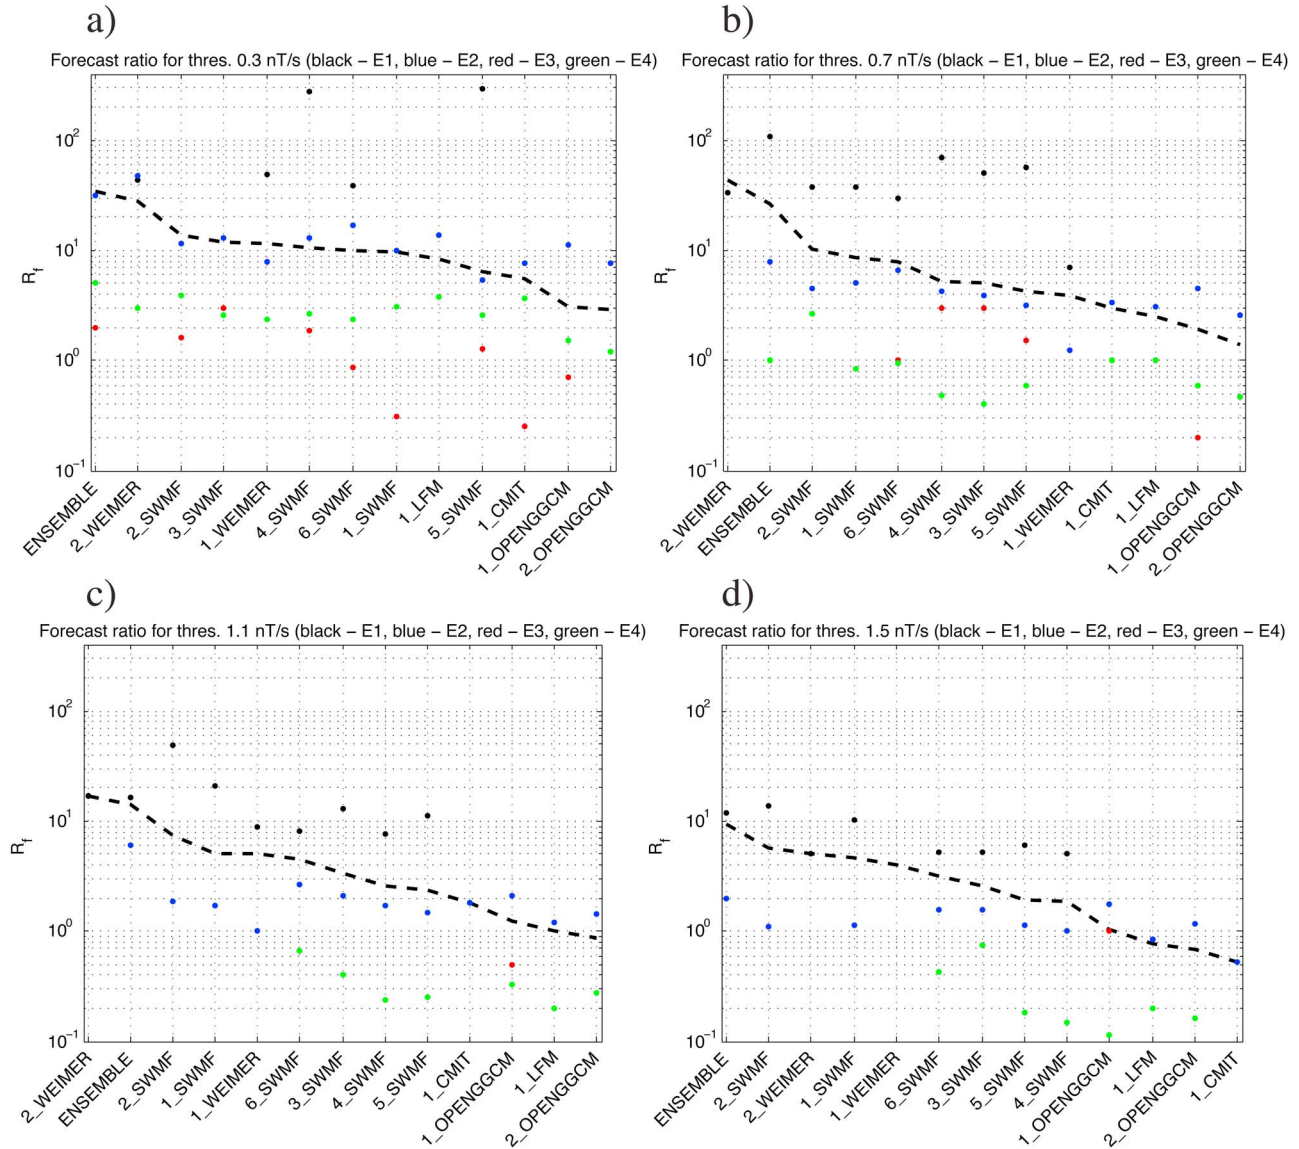 a)
Forecast ratio for thres. 0.3 nT/s (black − E1, blue − E2, red − E3, green − E4)
10^2
10^1
10^0
10^−1
R_f
ENSEMBLE
2_WEIMER
2_SWMF
3_SWMF
1_WEIMER
4_SWMF
6_SWMF
1_SWMF
1_LFM
5_SWMF
1_CMIT
1_OPENGGCM
2_OPENGGCM
b)
Forecast ratio for thres. 0.7 nT/s (black − E1, blue − E2, red − E3, green − E4)
10^2
10^1
10^0
10^−1
R_f
2_WEIMER
ENSEMBLE
2_SWMF
1_SWMF
6_SWMF
4_SWMF
3_SWMF
5_SWMF
1_WEIMER
1_CMIT
1_LFM
1_OPENGGCM
2_OPENGGCM
c)
Forecast ratio for thres. 1.1 nT/s (black − E1, blue − E2, red − E3, green − E4)
10^2
10^1
10^0
10^−1
R_f
2_WEIMER
ENSEMBLE
2_SWMF
1_SWMF
1_WEIMER
6_SWMF
3_SWMF
4_SWMF
5_SWMF
1_CMIT
1_OPENGGCM
1_LFM
2_OPENGGCM
d)
Forecast ratio for thres. 1.5 nT/s (black − E1, blue − E2, red − E3, green − E4)
10^2
10^1
10^0
10^−1
R_f
ENSEMBLE
2_SWMF
2_WEIMER
1_SWMF
1_WEIMER
6_SWMF
3_SWMF
5_SWMF
4_SWMF
1_OPENGGCM
1_LFM
2_OPENGGCM
1_CMIT